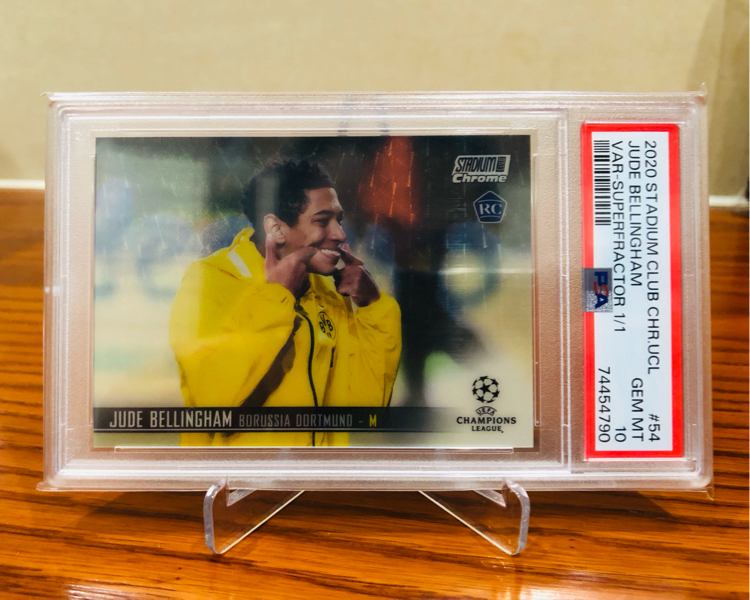 STADIUM
Chrome
RC
JUDE BELLINGHAM BORUSSIA DORTMUND - M
UEFA
CHAMPIONS
LEAGUE
2020 STADIUM CLUB CHR.UCL #54
JUDE BELLINGHAM GEM MT
VAR-SUPERFRACTOR 1/1 10
PSA
74454790